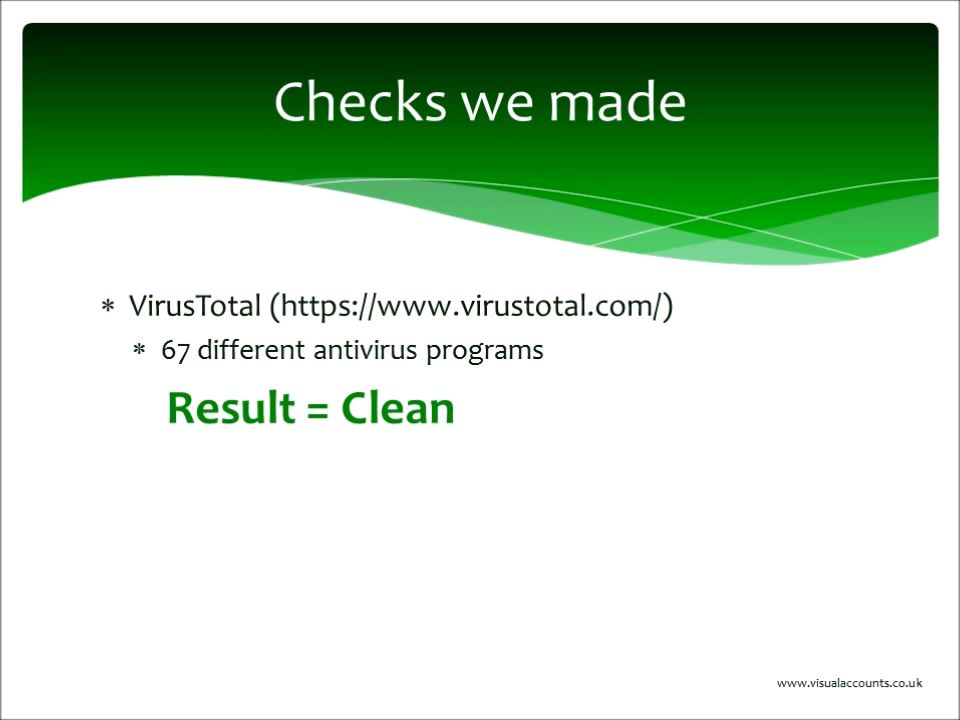 Checks we made
* VirusTotal (https://www.virustotal.com/)
* 67 different antivirus programs
Result = Clean
www.visualaccounts.co.uk